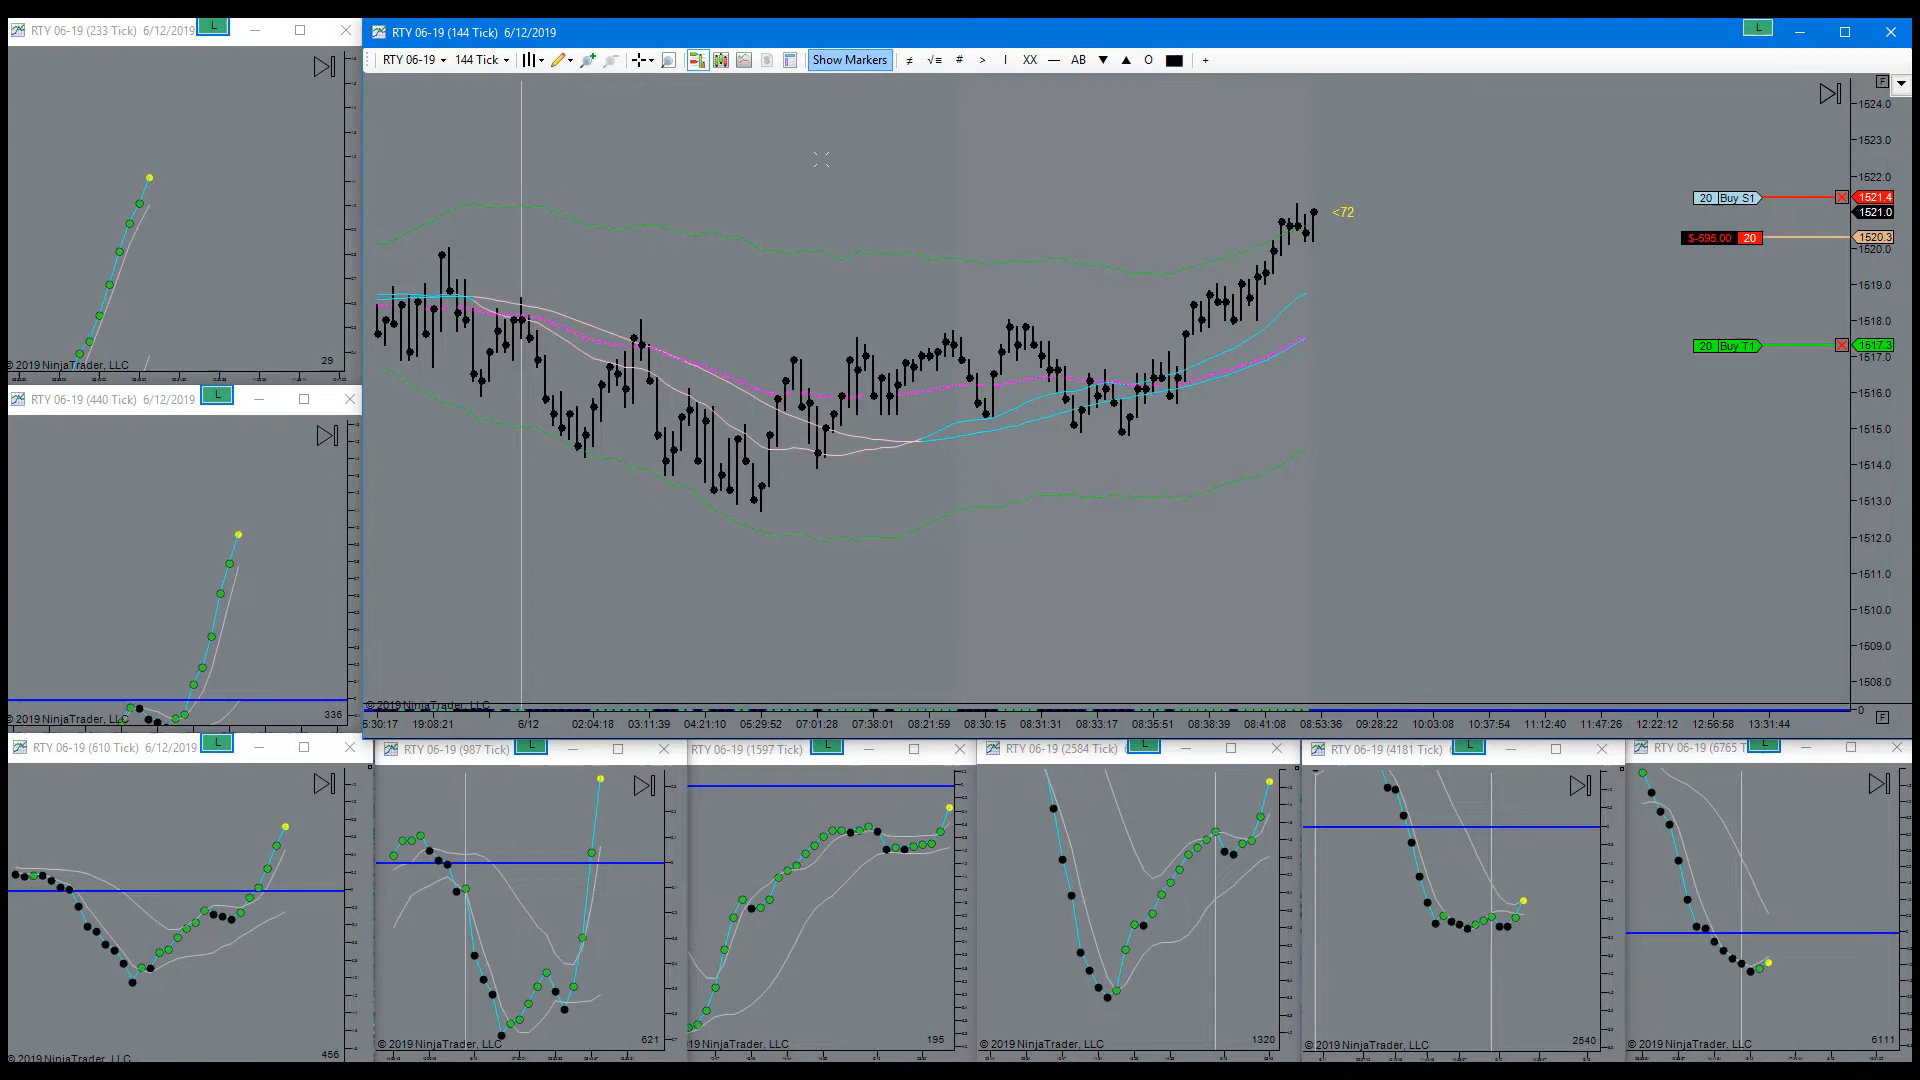 RTY 06-19 (233 Tick)  6/12/2019
L
© 2019 NinjaTrader, LLC
29
RTY 06-19 (440 Tick)  6/12/2019
L
© 2019 NinjaTrader, LLC
336
RTY 06-19 (144 Tick)  6/12/2019
L
RTY 06-19
144 Tick
Show Markers
≠ √= # > I XX — AB ▼ ▲ O +
F
1524.0
1523.0
1522.0
20 Buy S1
1521.4
<72
1521.0
$-595.00 20
1520.3
1520.0
1519.0
1518.0
20 Buy T1
1517.3
1517.0
1516.0
1515.0
1514.0
1513.0
1512.0
1511.0
1510.0
1509.0
1508.0
© 2019 NinjaTrader, LLC
0
F
5:30:17 19:08:21 6/12 02:04:18 03:11:39 04:21:10 05:29:52 07:01:28 07:38:01 08:21:59 08:30:15 08:31:31 08:33:17 08:35:51 08:38:39 08:41:08 08:53:36 09:28:22 10:03:08 10:37:54 11:12:40 11:47:26 12:22:12 12:56:58 13:31:44
RTY 06-19 (610 Tick)  6/12/2019
L
© 2019 NinjaTrader, LLC
456
RTY 06-19 (987 Tick)
L
621
RTY 06-19 (1597 Tick)
L
© 2019 NinjaTrader, LLC
195
RTY 06-19 (2584 Tick)
L
© 2019 NinjaTrader, LLC
1320
RTY 06-19 (4181 Tick)
L
© 2019 NinjaTrader, LLC
2540
RTY 06-19 (6765 T
L
© 2019 NinjaTrader, LLC
6111